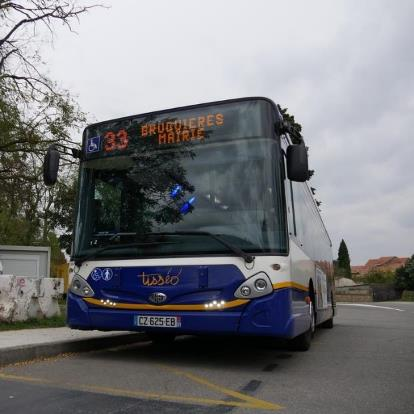 33
BRUGUIERES
MAIRIE
tisséo
CZ 625 EB